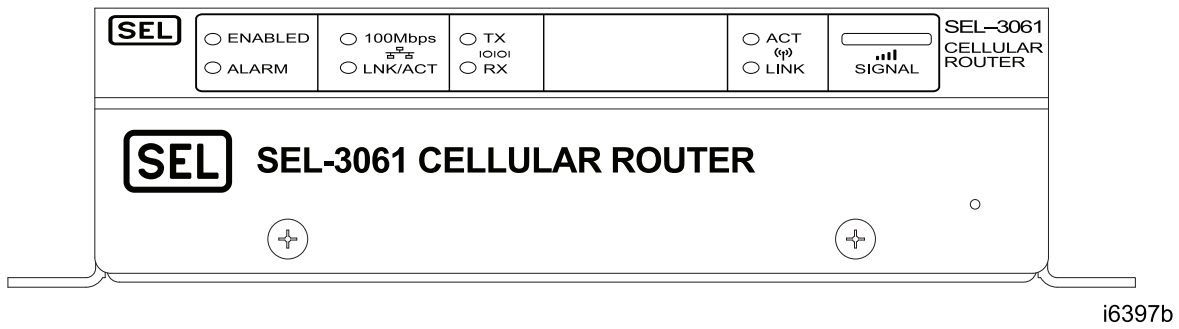 SEL
ENABLED
ALARM
100Mbps
LNK/ACT
TX
IOIOI
RX
ACT
LINK
SIGNAL
SEL–3061
CELLULAR
ROUTER
SEL SEL-3061 CELLULAR ROUTER
i6397b